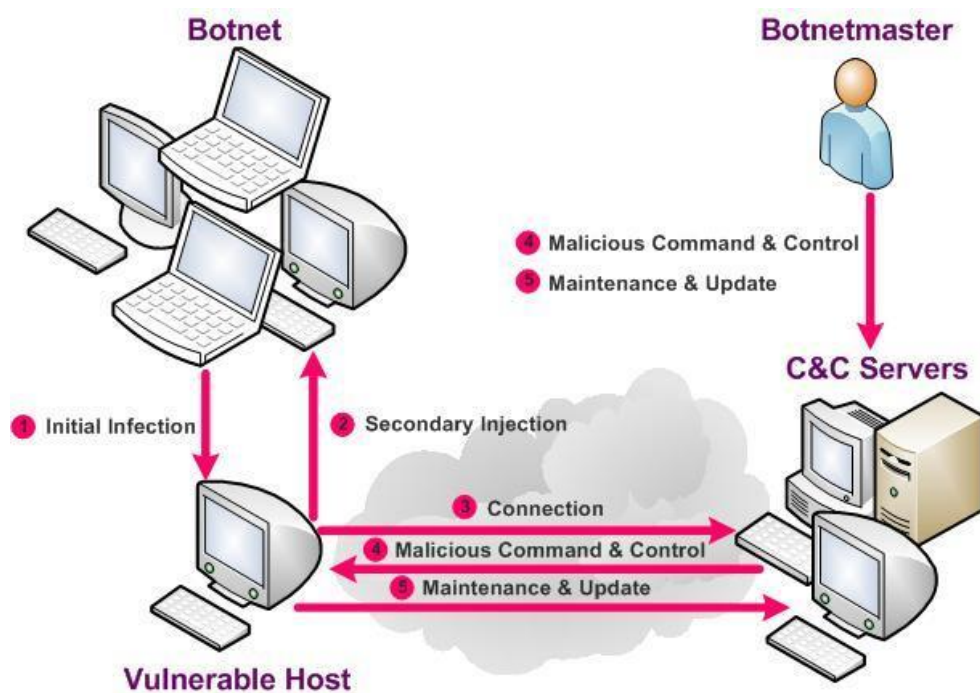 Botnet
Botnetmaster
4 Malicious Command & Control
5 Maintenance & Update
C&C Servers
1 Initial Infection
2 Secondary Injection
3 Connection
4 Malicious Command & Control
5 Maintenance & Update
Vulnerable Host